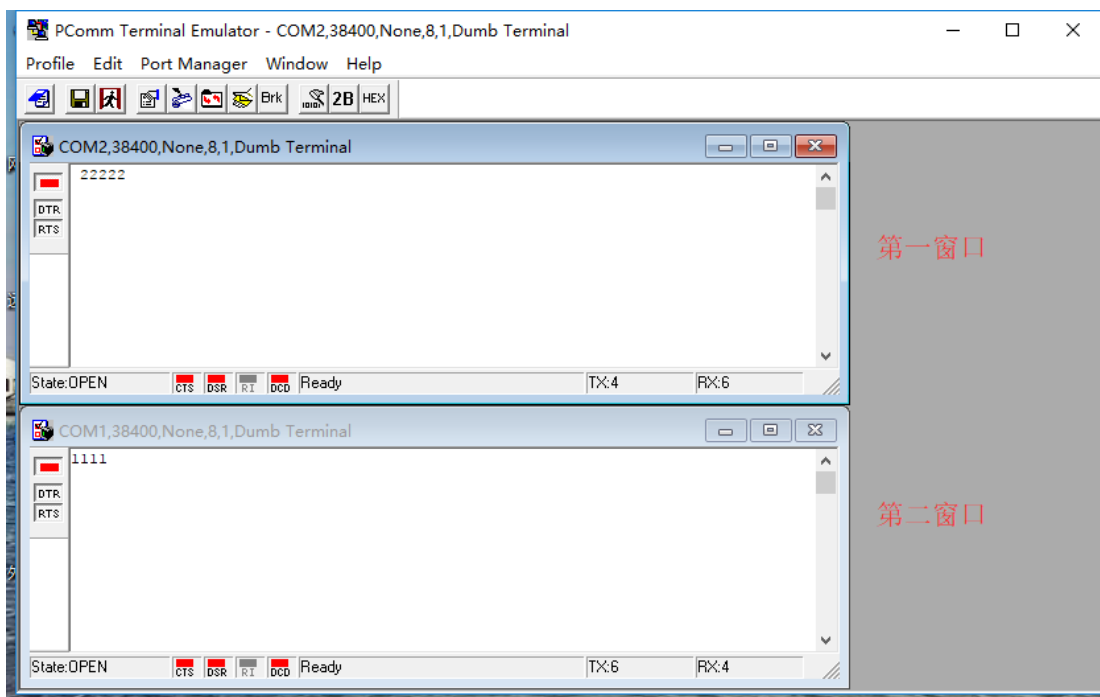 PComm Terminal Emulator - COM2,38400,None,8,1,Dumb Terminal
Profile Edit Port Manager Window Help
Brk 2B HEX
COM2,38400,None,8,1,Dumb Terminal
22222
DTR
RTS
第一窗口
State:OPEN CTS DSR RI DCD Ready TX:4 RX:6
COM1,38400,None,8,1,Dumb Terminal
1111
DTR
RTS
第二窗口
State:OPEN CTS DSR RI DCD Ready TX:6 RX:4